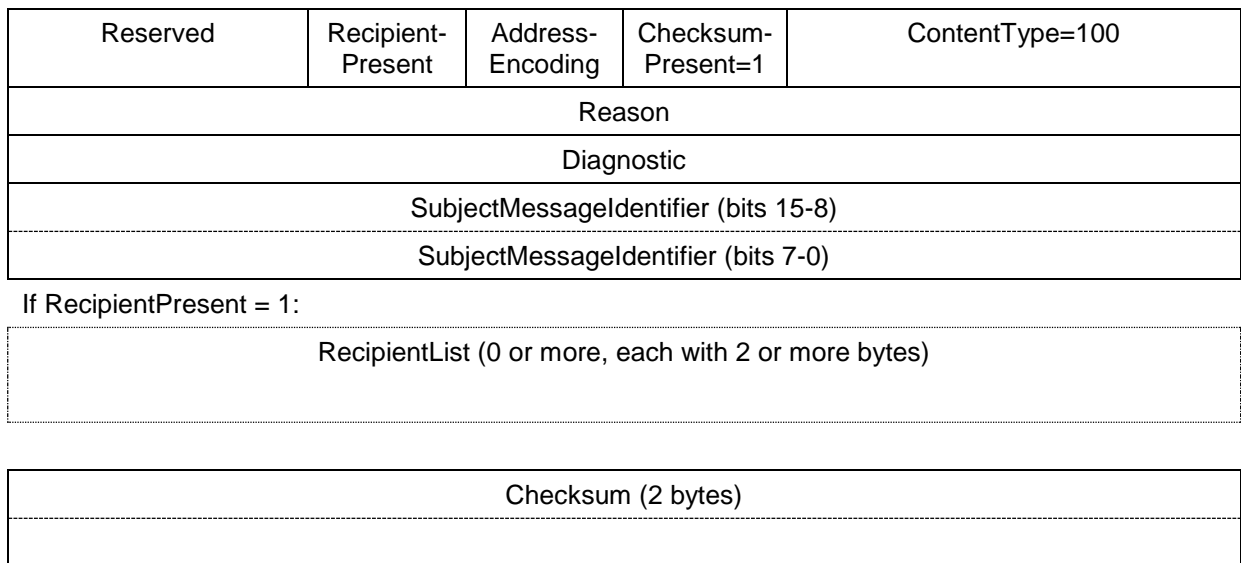 Reserved Recipient- Address- Checksum- ContentType=100
Present Encoding Present=1
Reason
Diagnostic
SubjectMessageIdentifier (bits 15-8)
SubjectMessageIdentifier (bits 7-0)
If RecipientPresent = 1:
RecipientList (0 or more, each with 2 or more bytes)
Checksum (2 bytes)